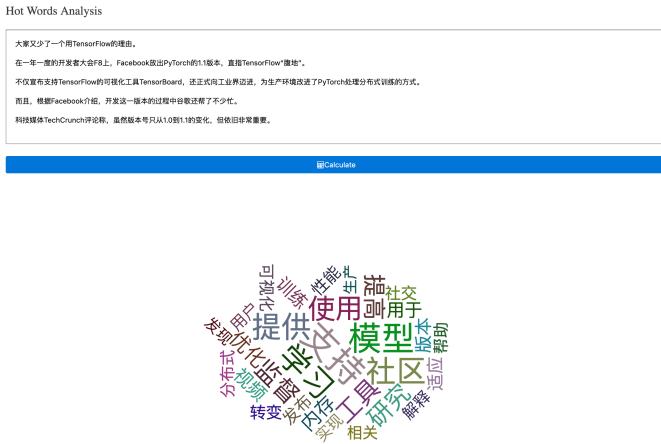 Hot Words Analysis
大家又少了一个用TensorFlow的理由。
在一年一度的开发者大会F8上，Facebook放出PyTorch的1.1版本，直指TensorFlow“腹地”。
不仅宣布支持TensorFlow的可视化工具TensorBoard，还正式向工业界迈进，为生产环境改进了PyTorch处理分布式训练的方式。
而且，根据Facebook介绍，开发这一版本的过程中谷歌还帮了不少忙。
科技媒体TechCrunch评论称，虽然版本号只从1.0到1.1的变化，但依旧非常重要。
Calculate
可视化
训练
性能
生产
提高
社交
用于
使用
用户
提供
支持
模型
版本
帮助
发现
优化
学习
社区
适应
分布式
视频
监督
工具
研究
解释
转变
发布
内存
实现
相关